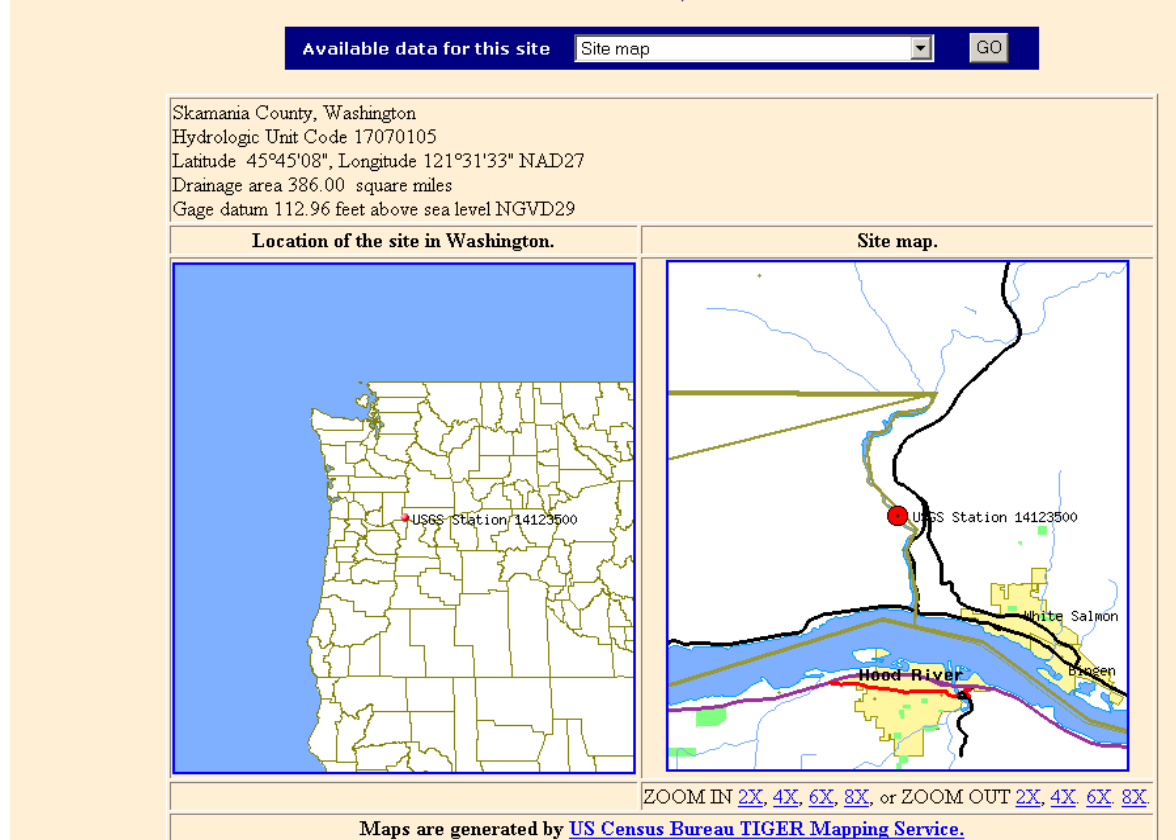 Available data for this site Site map GO
Skamania County, Washington
Hydrologic Unit Code 17070105
Latitude 45°45'08", Longitude 121°31'33" NAD27
Drainage area 386.00 square miles
Gage datum 112.96 feet above sea level NGVD29
Location of the site in Washington. Site map.
USGS Station 14123500
USGS Station 14123500
White Salmon
Bingen
Hood River
ZOOM IN 2X, 4X, 6X, 8X, or ZOOM OUT 2X, 4X. 6X. 8X.
Maps are generated by US Census Bureau TIGER Mapping Service.